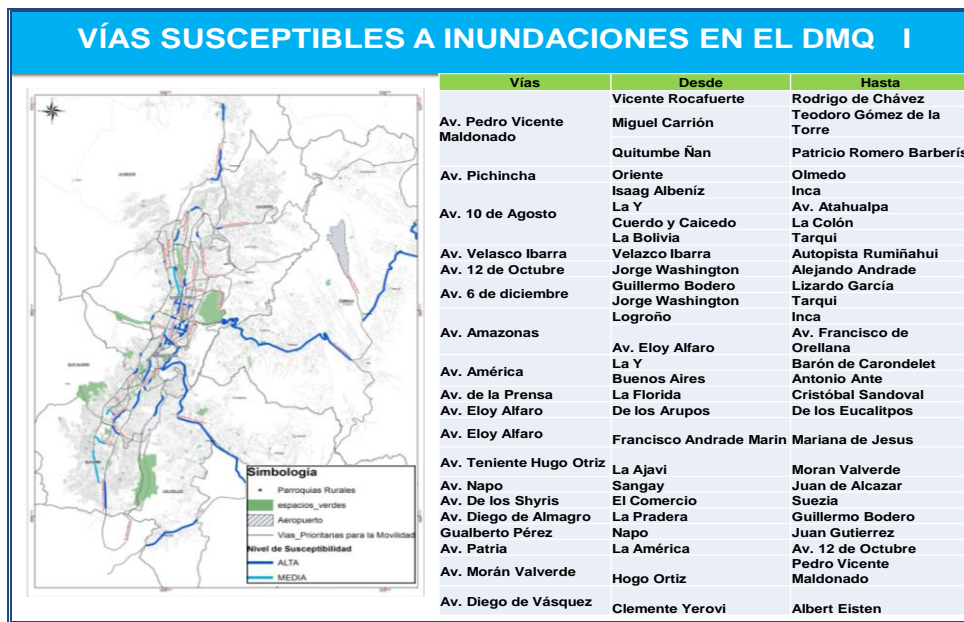 VÍAS SUSCEPTIBLES A INUNDACIONES EN EL DMQ I
Vías Desde Hasta
Av. Pedro Vicente Maldonado
Vicente Rocafuerte Rodrigo de Chávez
Miguel Carrión Teodoro Gómez de la Torre
Quitumbe Ñan Patricio Romero Barberís
Av. Pichincha Oriente Olmedo
Av. 10 de Agosto
Isaag Albeníz Inca
La Y Av. Atahualpa
Cuerdo y Caicedo La Colón
La Bolivia Tarqui
Av. Velasco Ibarra Velazco Ibarra Autopista Rumiñahui
Av. 12 de Octubre Jorge Washington Alejando Andrade
Av. 6 de diciembre
Guillermo Bodero Lizardo García
Jorge Washington Tarqui
Av. Amazonas
Logroño Inca
Av. Eloy Alfaro Av. Francisco de Orellana
Av. América
La Y Barón de Carondelet
Buenos Aires Antonio Ante
Av. de la Prensa La Florida Cristóbal Sandoval
Av. Eloy Alfaro De los Arupos De los Eucalitpos
Av. Eloy Alfaro Francisco Andrade Marin Mariana de Jesus
Av. Teniente Hugo Otriz La Ajavi Moran Valverde
Av. Napo Sangay Juan de Alcazar
Av. De los Shyris El Comercio Suezia
Av. Diego de Almagro La Pradera Guillermo Bodero
Gualberto Pérez Napo Juan Gutierrez
Av. Patria La América Av. 12 de Octubre
Av. Morán Valverde Hogo Ortiz Pedro Vicente Maldonado
Av. Diego de Vásquez Clemente Yerovi Albert Eisten
Simbología
Parroquias Rurales
espacios_verdes
Aeropuerto
Vias_Prioritarias para la Movilidad
Nivel de Susceptibilidad
ALTA
MEDIA